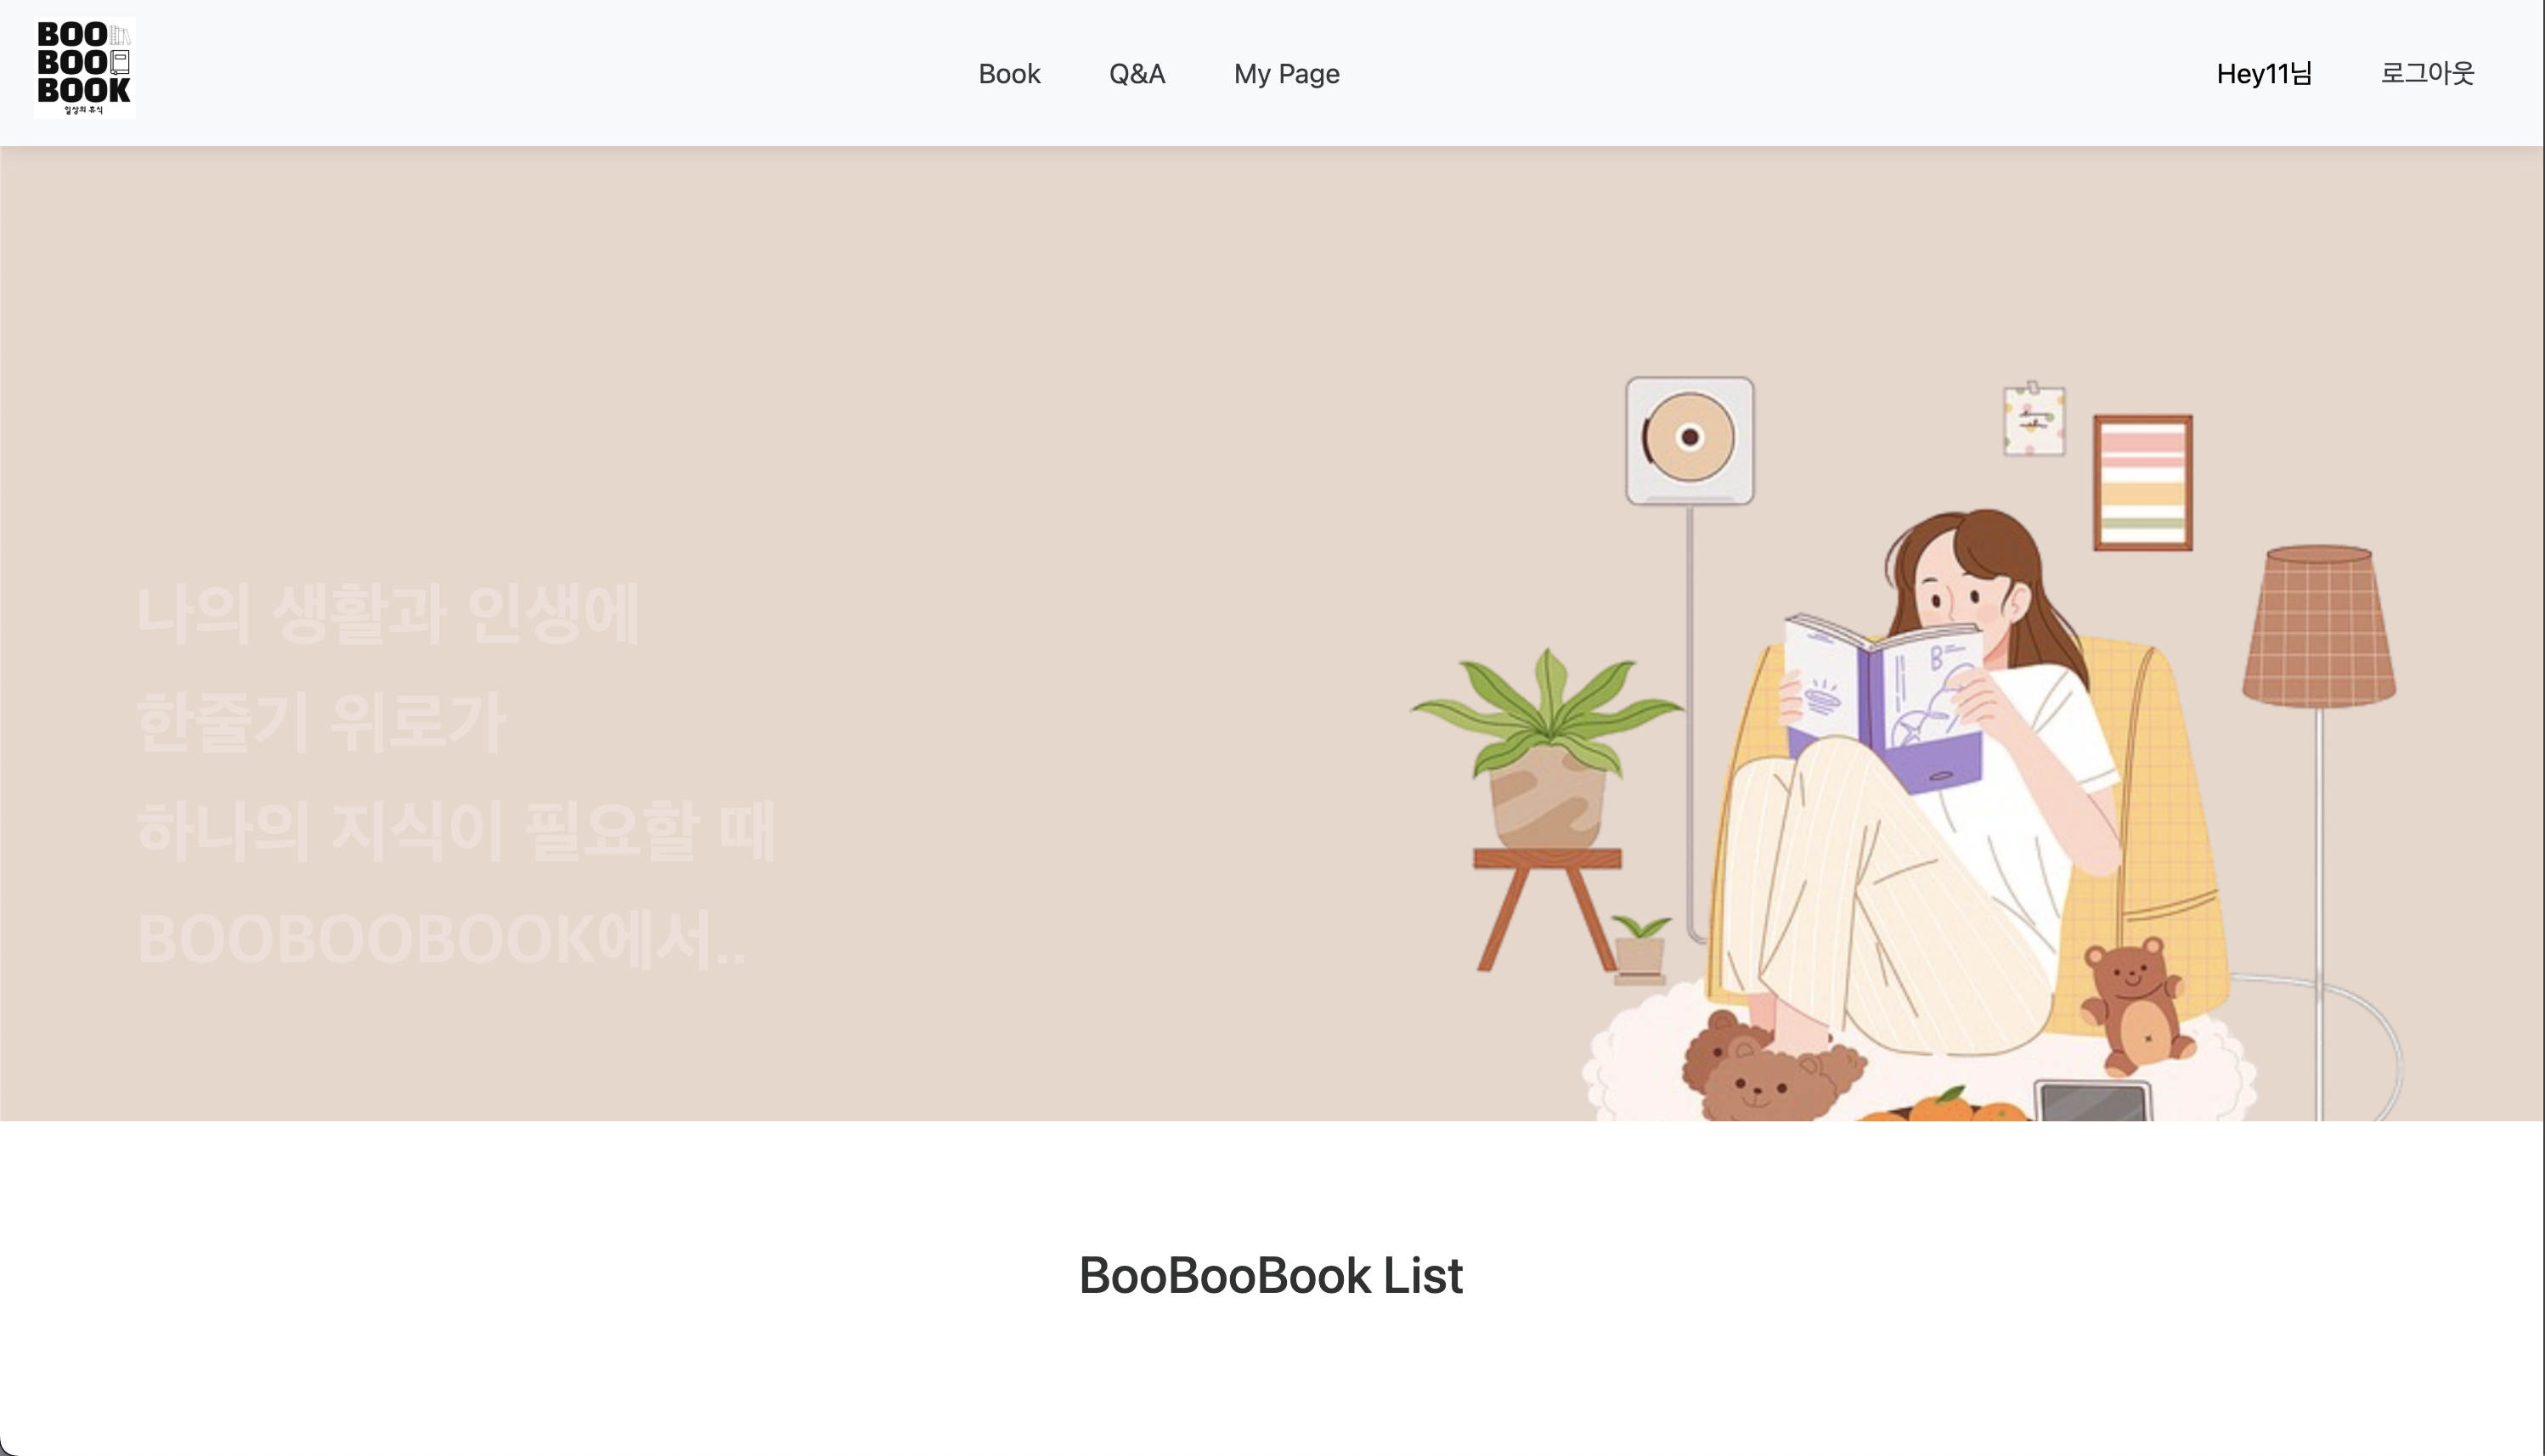 BOO
BOO
BOOK
일상의 휴식
Book
Q&A
My Page
Hey11님
로그아웃
나의 생활과 인생에
한줄기 위로가
하나의 지식이 필요할 때
BOOBOOBOOK에서..
B
BooBooBook List